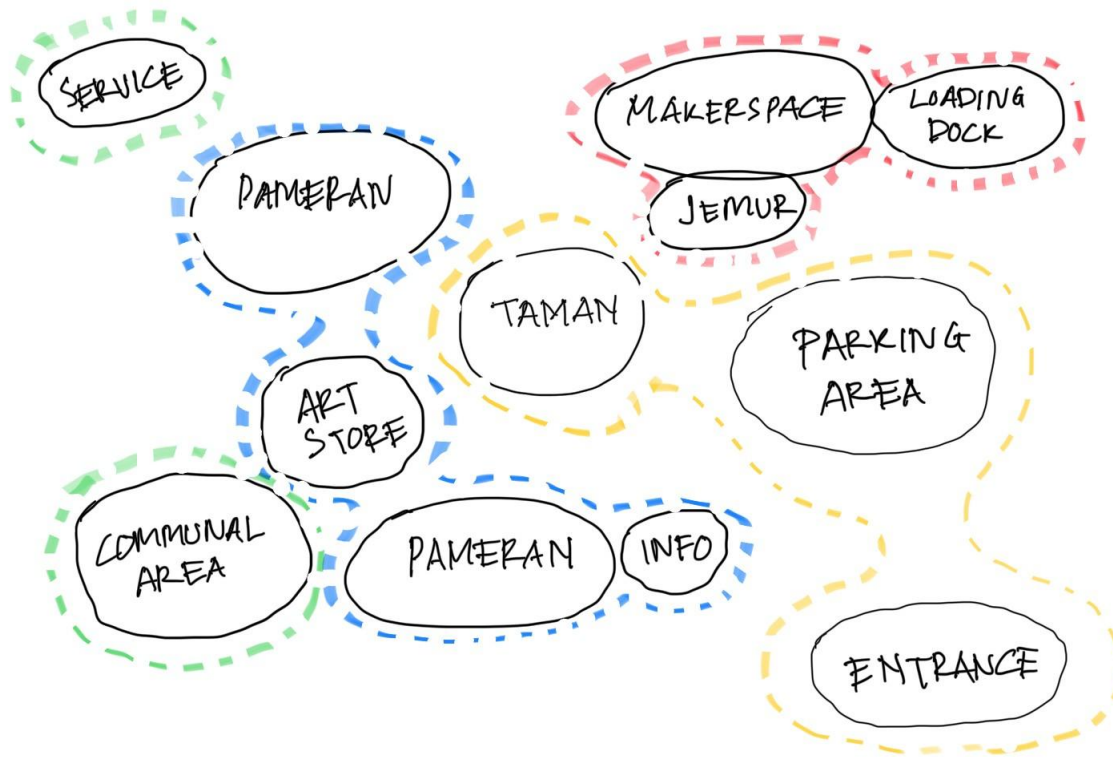 SERVICE
MAKERSPACE
LOADING
DOCK
PAMERAN
JEMUR
TAMAN
PARKING
AREA
ART
STORE
COMMUNAL
AREA
PAMERAN
INFO
ENTRANCE